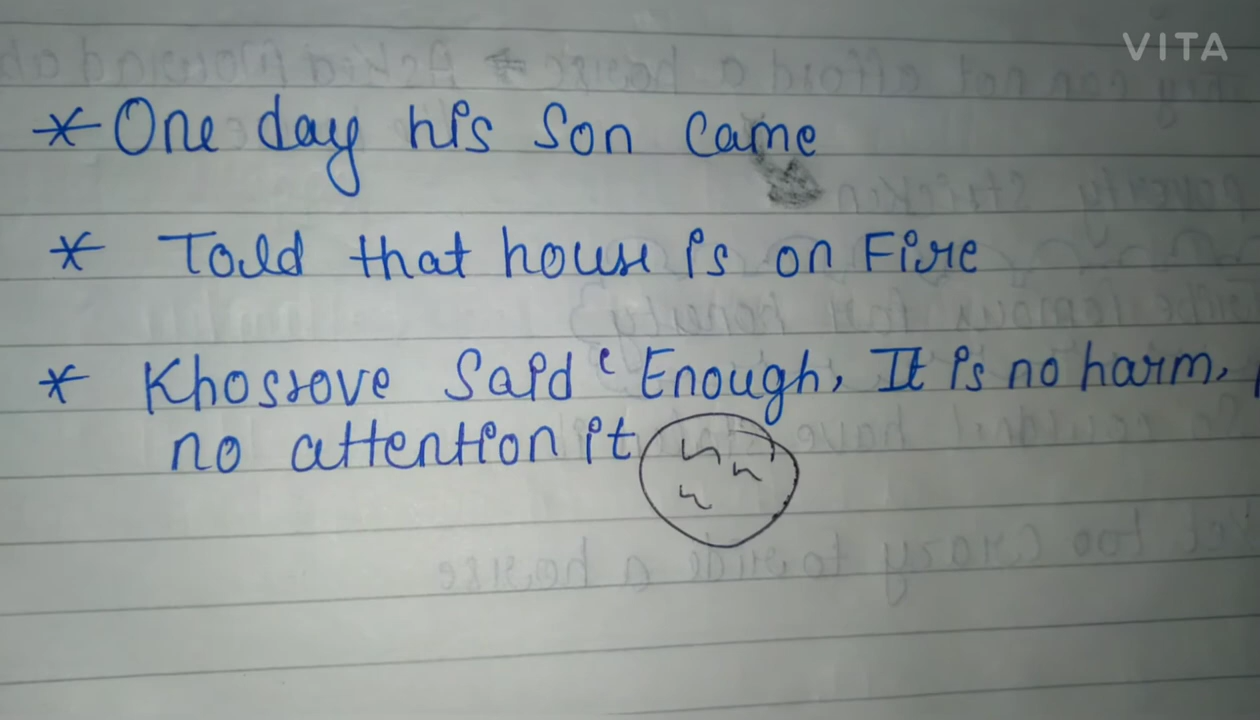 VITA
* One day his Son Came
* Told that house is on Fire
* Khosrove Said ' Enough, It is no harm,
no attention it